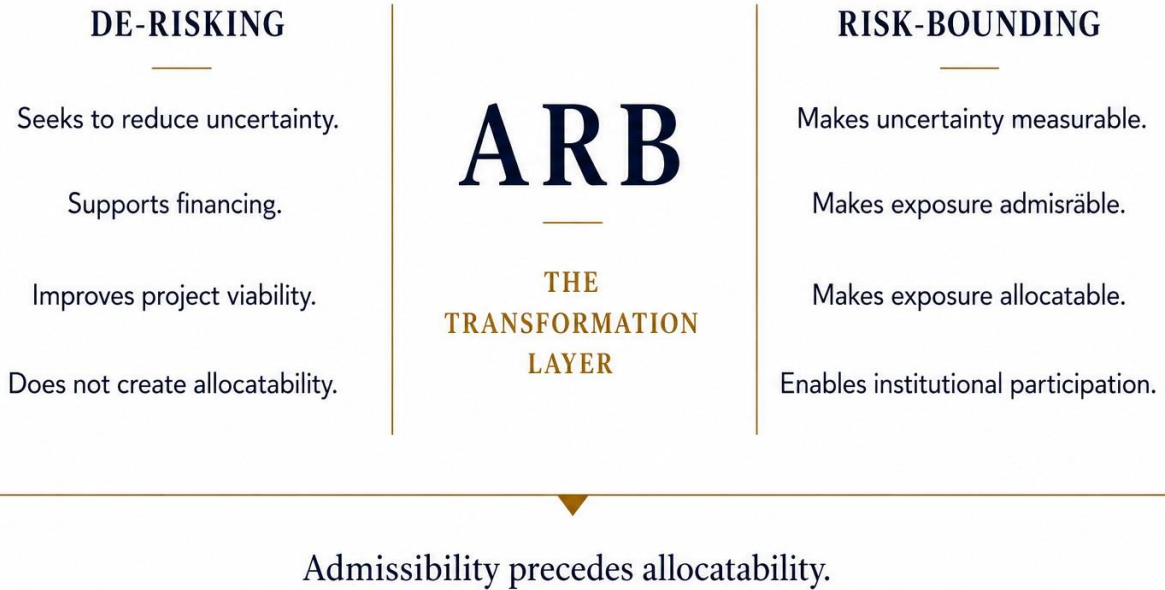 DE-RISKING
Seeks to reduce uncertainty.
Supports financing.
Improves project viability.
Does not create allocatability.
ARB
THE
TRANSFORMATION
LAYER
RISK-BOUNDING
Makes uncertainty measurable.
Makes exposure admisräble.
Makes exposure allocatable.
Enables institutional participation.
Admissibility precedes allocatability.